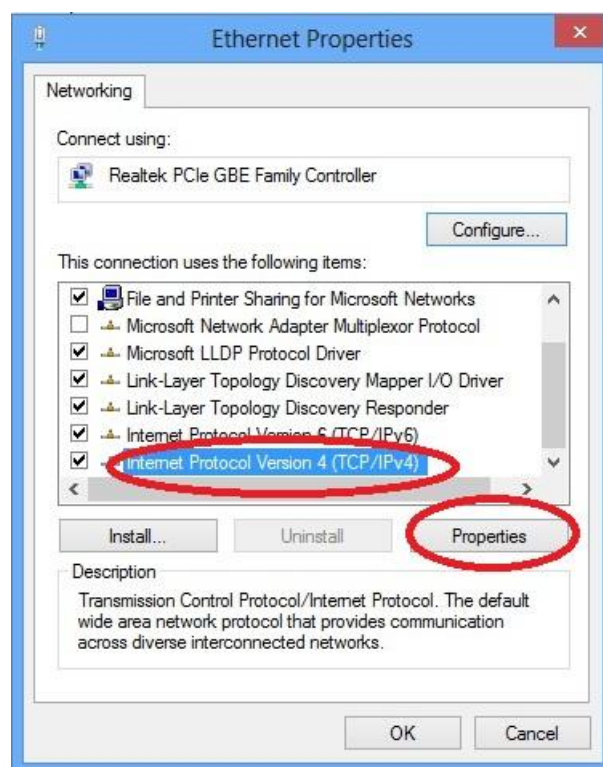 Ethernet Properties
Networking
Connect using:
Realtek PCIe GBE Family Controller
Configure...
This connection uses the following items:
File and Printer Sharing for Microsoft Networks
Microsoft Network Adapter Multiplexor Protocol
Microsoft LLDP Protocol Driver
Link-Layer Topology Discovery Mapper I/O Driver
Link-Layer Topology Discovery Responder
Internet Protocol Version 6 (TCP/IPv6)
Internet Protocol Version 4 (TCP/IPv4)
Install... Uninstall Properties
Description
Transmission Control Protocol/Internet Protocol. The default
wide area network protocol that provides communication
across diverse interconnected networks.
OK Cancel